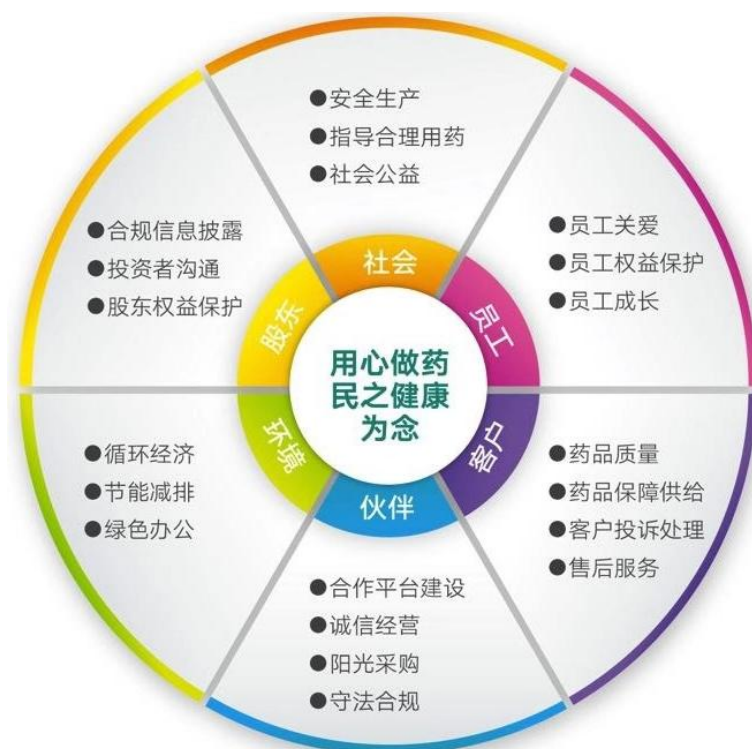 ●安全生产
●指导合理用药
●社会公益
社会
●员工关爱
●员工权益保护
●员工成长
员工
●药品质量
●药品保障供给
●客户投诉处理
●售后服务
客户
●合作平台建设
●诚信经营
●阳光采购
●守法合规
伙伴
●循环经济
●节能减排
●绿色办公
环境
●合规信息披露
●投资者沟通
●股东权益保护
股东
用心做药
民之健康
为念